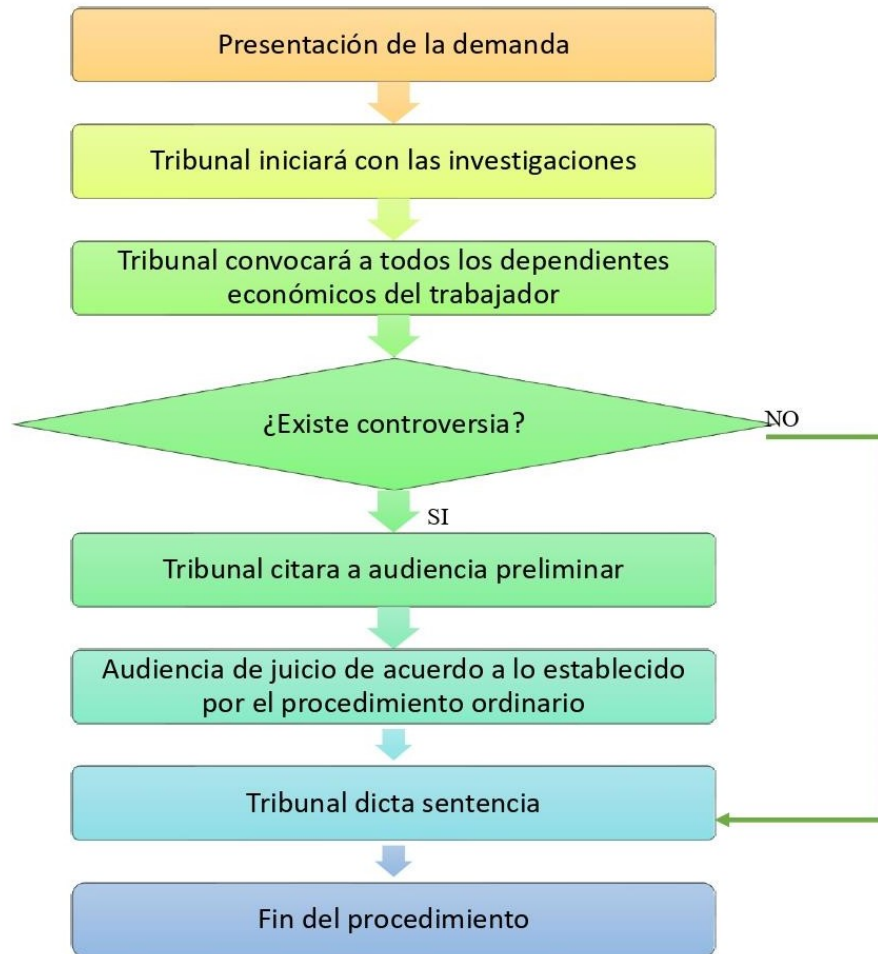 Presentación de la demanda
Tribunal iniciará con las investigaciones
Tribunal convocará a todos los dependientes
económicos del trabajador
¿Existe controversia?
NO
SI
Tribunal citara a audiencia preliminar
Audiencia de juicio de acuerdo a lo establecido
por el procedimiento ordinario
Tribunal dicta sentencia
Fin del procedimiento